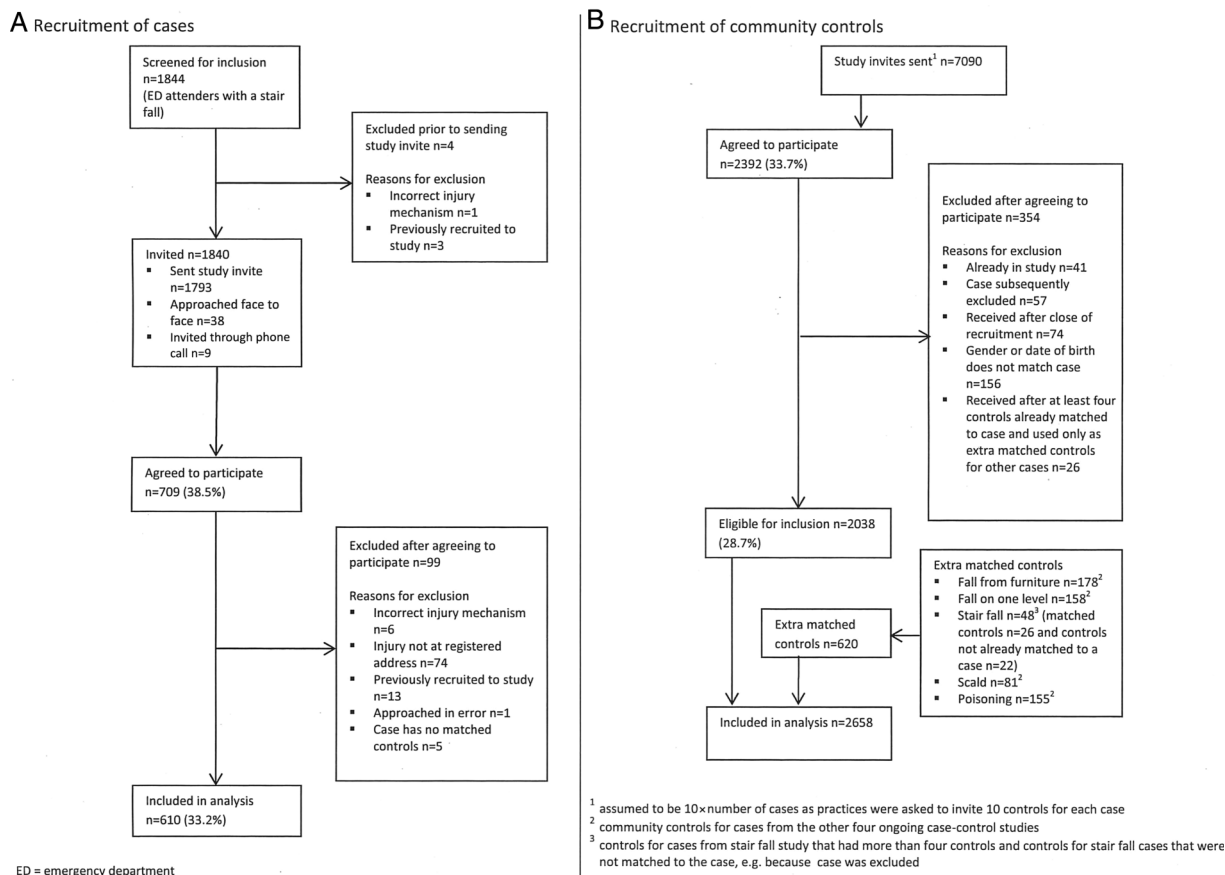 A Recruitment of cases
Screened for inclusion
n=1844
(ED attenders with a stair
fall)
Excluded prior to sending
study invite n=4
Reasons for exclusion
▪ Incorrect injury
mechanism n=1
▪ Previously recruited to
study n=3
Invited n=1840
▪ Sent study invite
n=1793
▪ Approached face to
face n=38
▪ Invited through phone
call n=9
Agreed to participate
n=709 (38.5%)
Excluded after agreeing to
participate n=99
Reasons for exclusion
▪ Incorrect injury mechanism
n=6
▪ Injury not at registered
address n=74
▪ Previously recruited to study
n=13
▪ Approached in error n=1
▪ Case has no matched
controls n=5
Included in analysis
n=610 (33.2%)
ED = emergency department
B Recruitment of community controls
Study invites sent¹ n=7090
Agreed to participate
n=2392 (33.7%)
Excluded after agreeing to
participate n=354
Reasons for exclusion
▪ Already in study n=41
▪ Case subsequently
excluded n=57
▪ Received after close of
recruitment n=74
▪ Gender or date of birth
does not match case
n=156
▪ Received after at least four
controls already matched
to case and used only as
extra matched controls
for other cases n=26
Eligible for inclusion n=2038
(28.7%)
Extra matched controls
▪ Fall from furniture n=178²
▪ Fall on one level n=158²
▪ Stair fall n=48³ (matched
controls n=26 and controls
not already matched to a
case n=22)
▪ Scald n=81²
▪ Poisoning n=155²
Extra matched
controls n=620
Included in analysis n=2658
¹ assumed to be 10×number of cases as practices were asked to invite 10 controls for each case
² community controls for cases from the other four ongoing case-control studies
³ controls for cases from stair fall study that had more than four controls and controls for stair fall cases that were
not matched to the case, e.g. because case was excluded